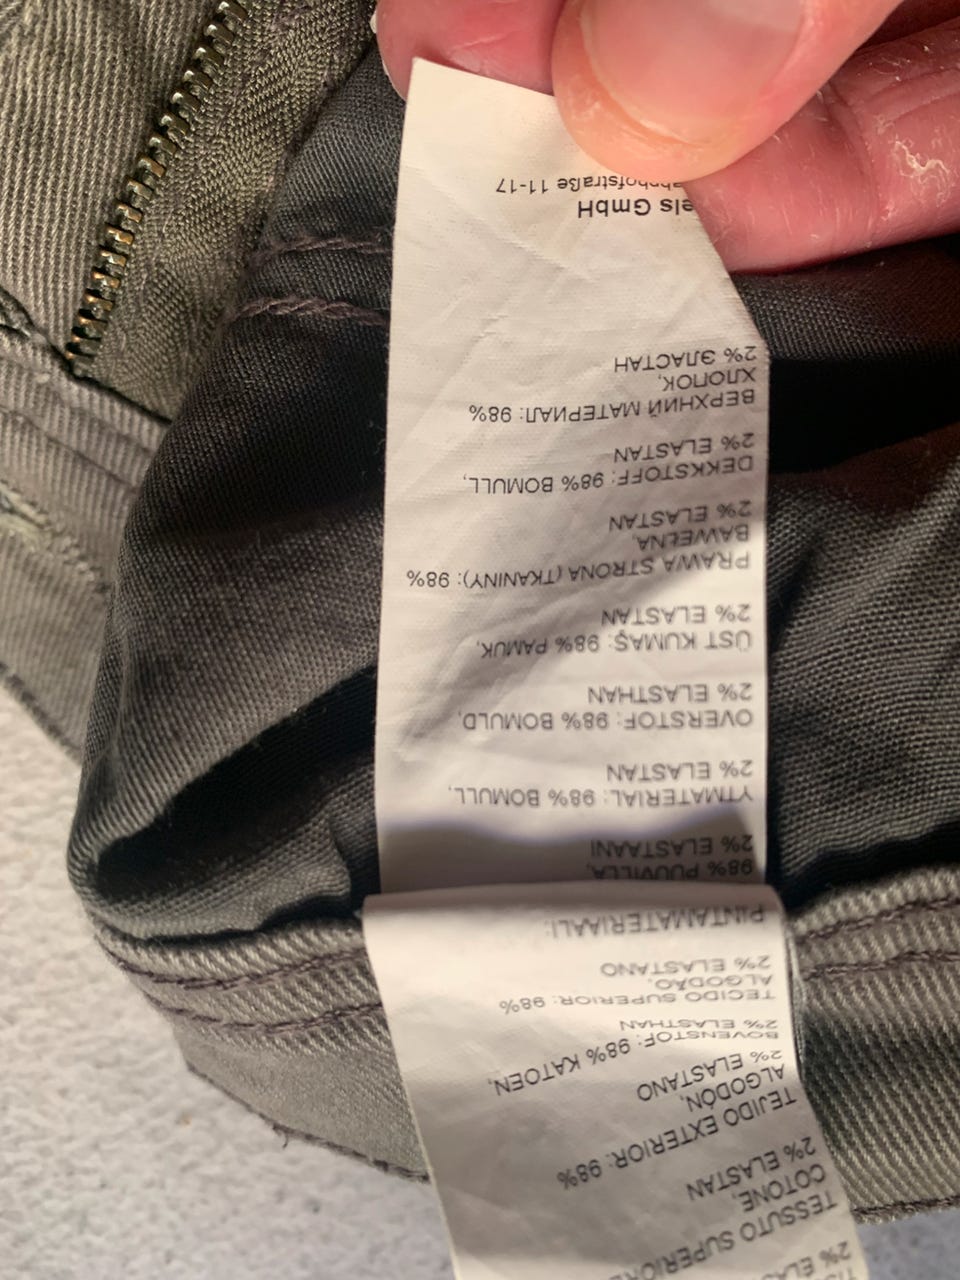 2% ELAS
TESSUTO SUPERIORE
COTONE,
2% ELASTAN
TEJIDO EXTERIOR: 98%
ALGODÓN,
2% ELASTANO
BOVENSTOF: 98% KATOEN,
2% ELASTHAN
TECIDO SUPERIOR: 98%
ALGODÃO,
2% ELASTANO
PINTAMATERIAALI:
98% PUUVILLA,
2% ELASTAANI
YTMATERIAL: 98% BOMULL,
2% ELASTAN
OVERSTOF: 98% BOMULD,
2% ELASTHAN
ÜST KUMAŞ: 98% PAMUK,
2% ELASTAN
PRAWA STRONA (TKANINY): 98%
BAWEŁNA,
2% ELASTAN
DEKKSTOFF: 98% BOMULL,
2% ELASTAN
ВЕРХНИЙ МАТЕРИАЛ: 98%
ХЛОПОК,
2% ЭЛАСТАН
els GmbH
ahnhofstraße 11-17